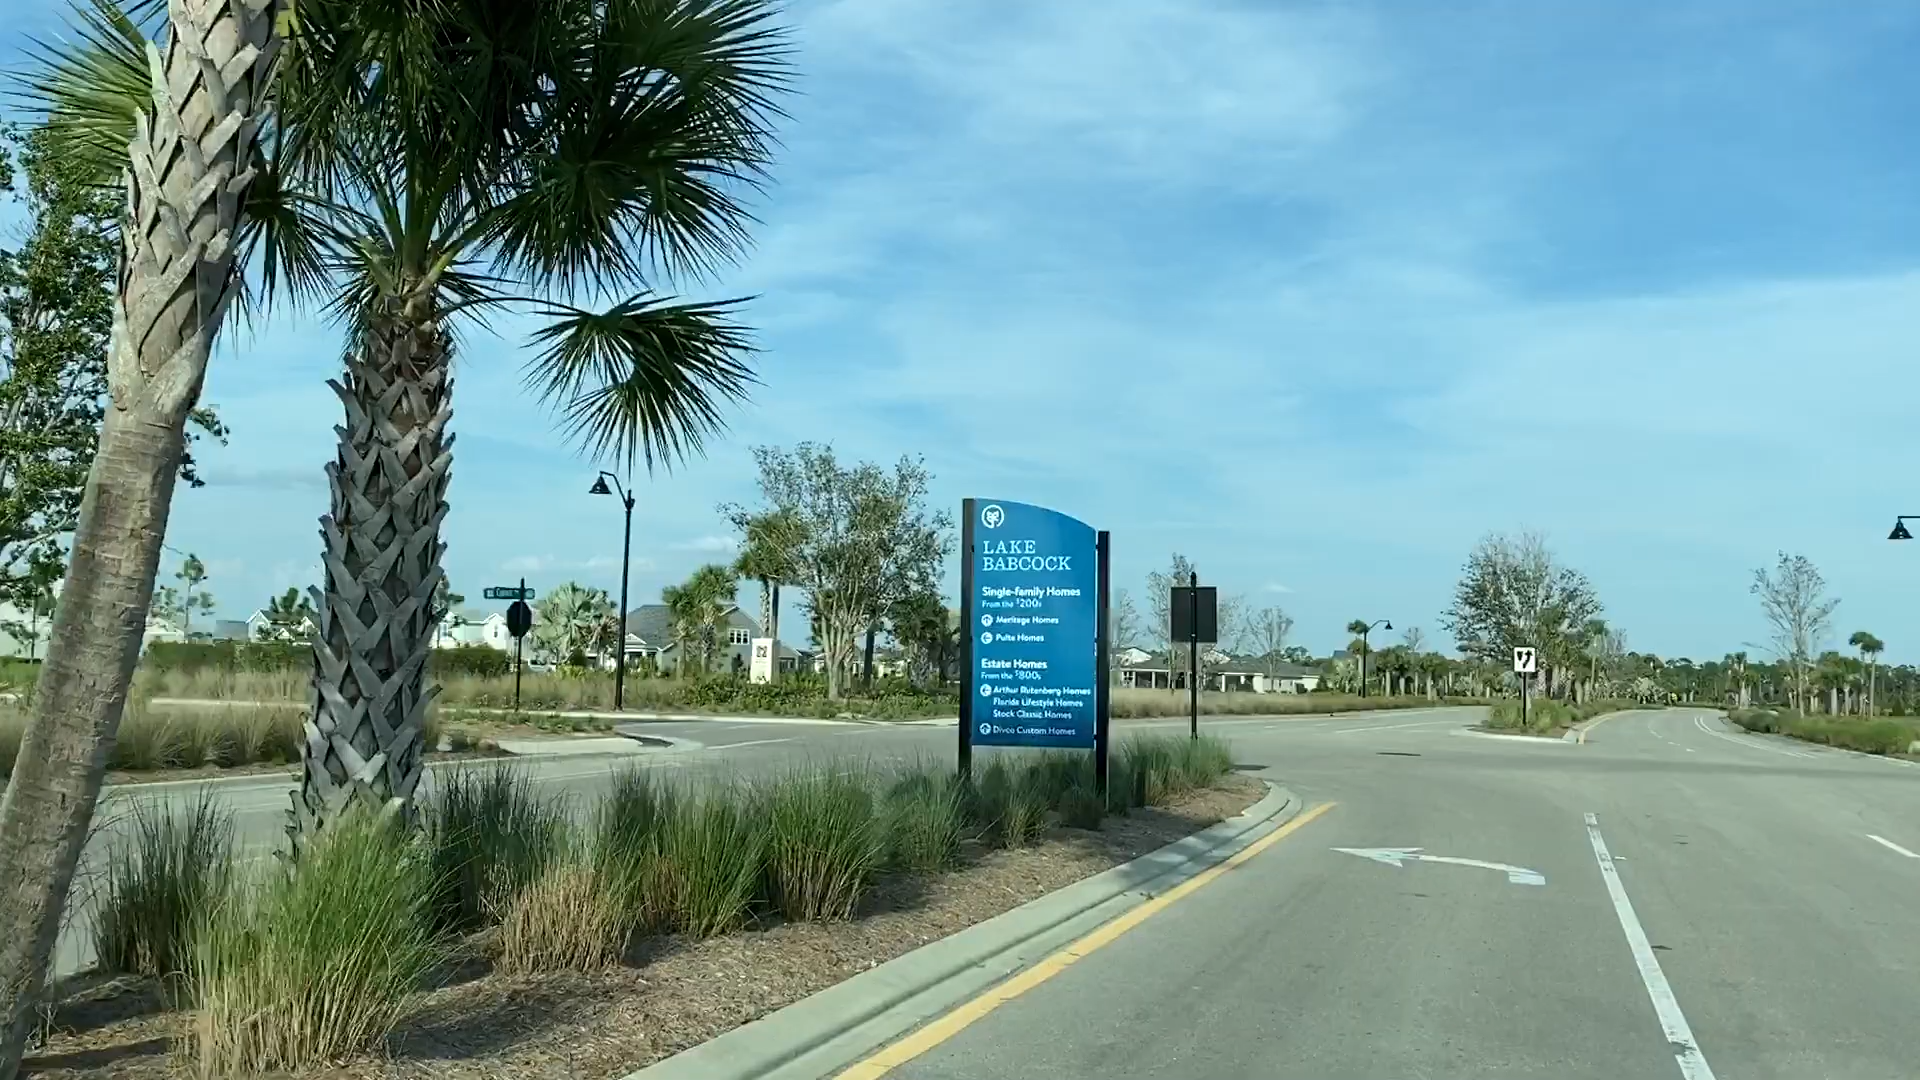 LAKE
BABCOCK
Single-family Homes
From the $200s
Meritage Homes
Pulte Homes
Estate Homes
From the $800s
Arthur Rutenberg Homes
Florida Lifestyle Homes
Stock Classic Homes
Divco Custom Homes